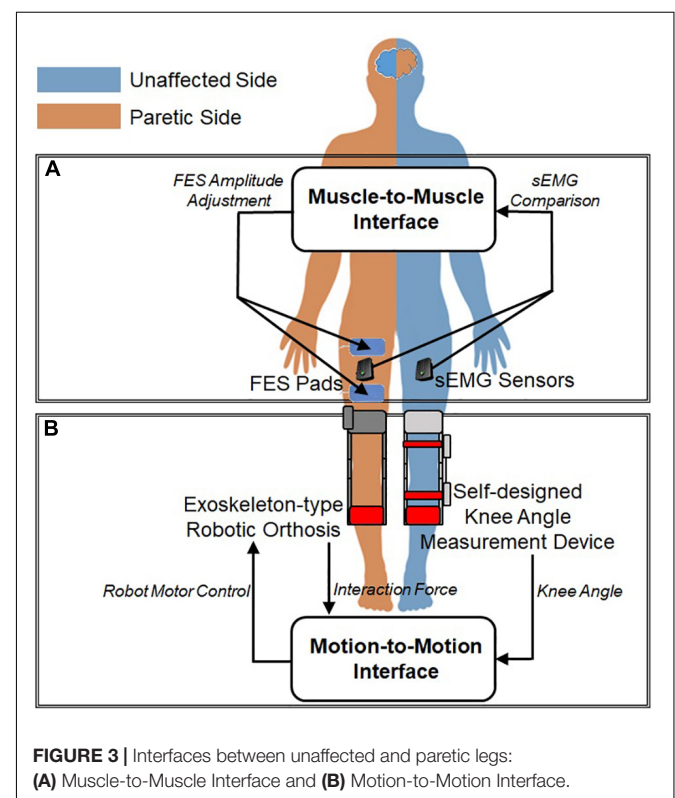 Unaffected Side
Paretic Side
A
FES Amplitude
Adjustment
Muscle-to-Muscle
Interface
sEMG
Comparison
FES Pads
sEMG Sensors
B
Exoskeleton-type
Robotic Orthosis
Self-designed
Knee Angle
Measurement Device
Robot Motor Control
Interaction Force
Knee Angle
Motion-to-Motion
Interface
FIGURE 3 | Interfaces between unaffected and paretic legs:
(A) Muscle-to-Muscle Interface and (B) Motion-to-Motion Interface.